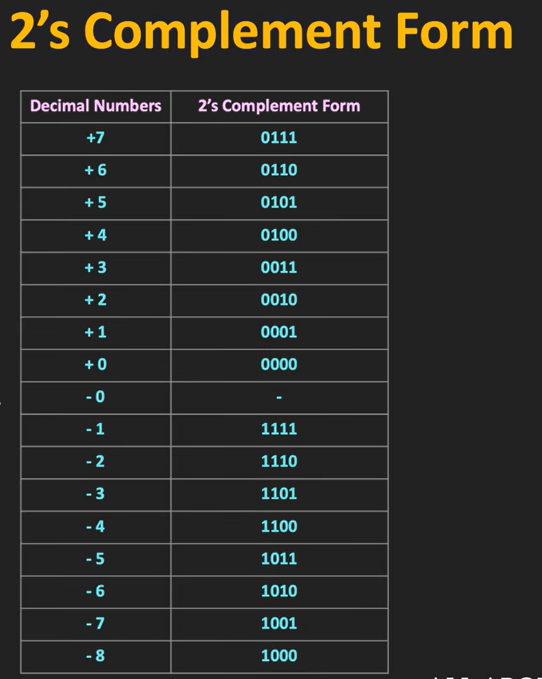 2's Complement Form
Decimal Numbers 2's Complement Form
+7 0111
+ 6 0110
+ 5 0101
+ 4 0100
+ 3 0011
+ 2 0010
+ 1 0001
+ 0 0000
- 0 -
- 1 1111
- 2 1110
- 3 1101
- 4 1100
- 5 1011
- 6 1010
- 7 1001
- 8 1000